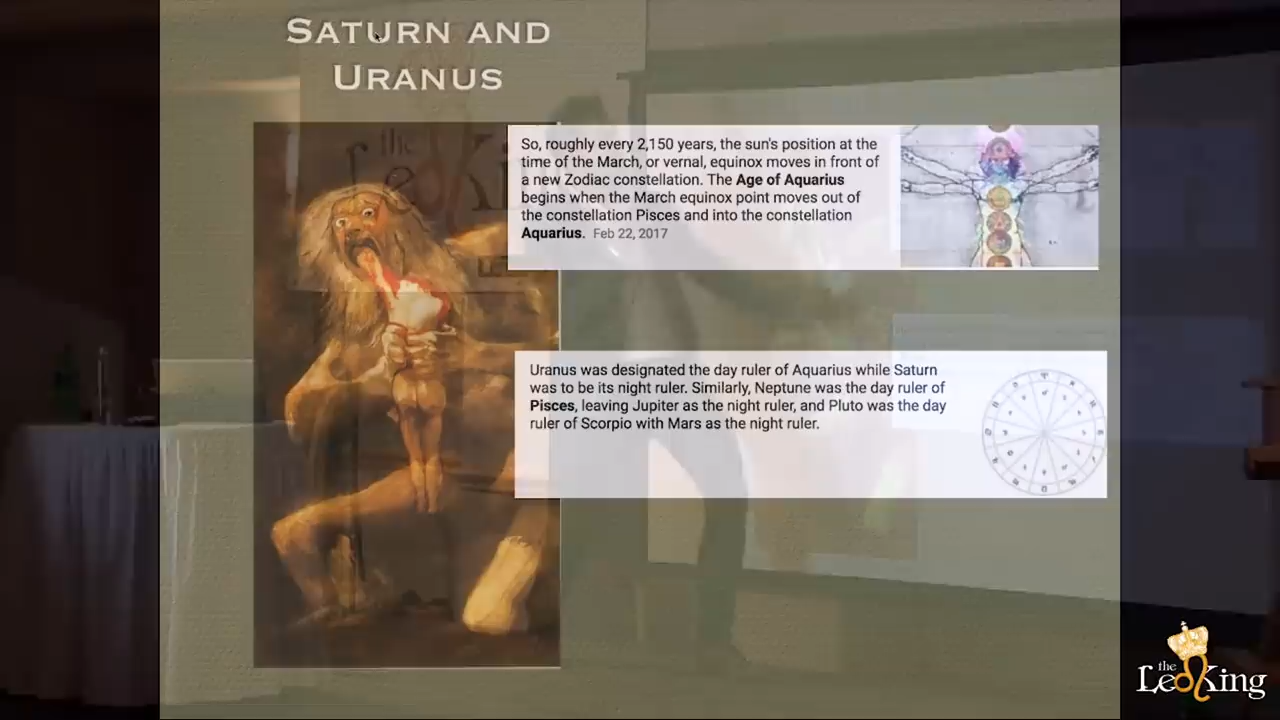 SATURN AND
URANUS
So, roughly every 2,150 years, the sun's position at the
time of the March, or vernal, equinox moves in front of
a new Zodiac constellation. The Age of Aquarius
begins when the March equinox point moves out of
the constellation Pisces and into the constellation
Aquarius. Feb 22, 2017
Uranus was designated the day ruler of Aquarius while Saturn
was to be its night ruler. Similarly, Neptune was the day ruler of
Pisces, leaving Jupiter as the night ruler, and Pluto was the day
ruler of Scorpio with Mars as the night ruler.
the
Leo King